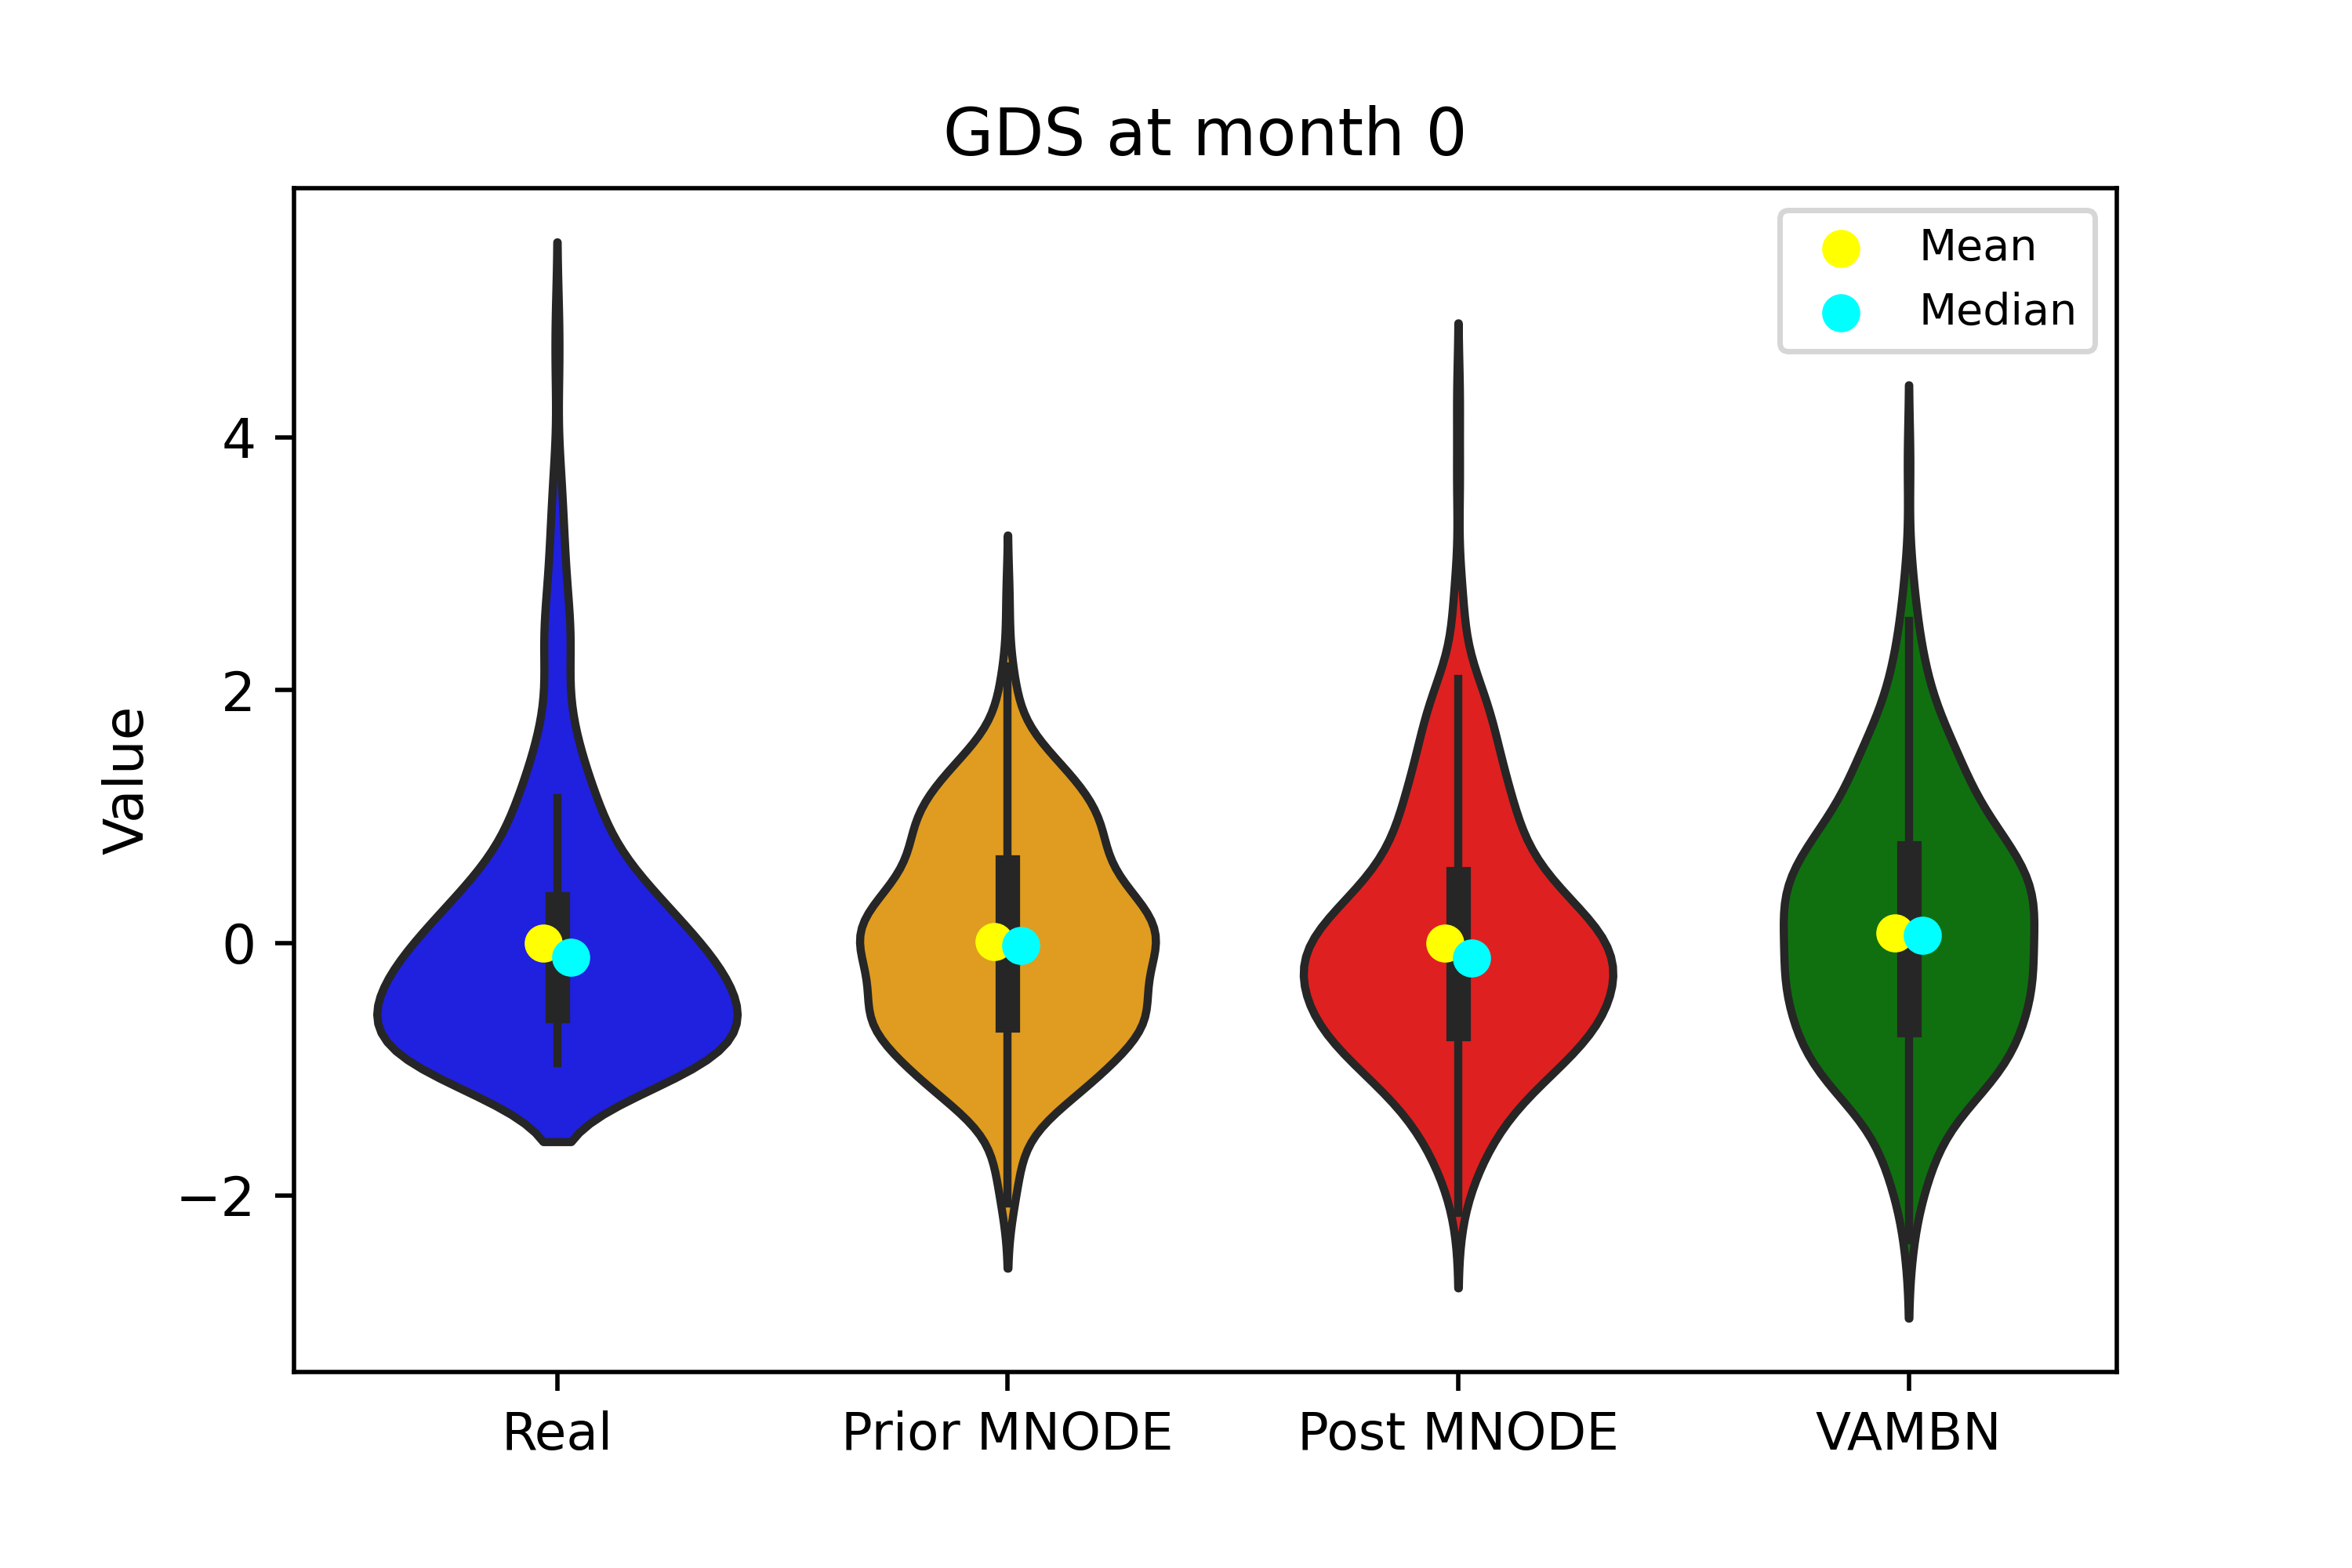 GDS at month 0
Mean
Median
4
2
0
−2
Value
Real
Prior MNODE
Post MNODE
VAMBN